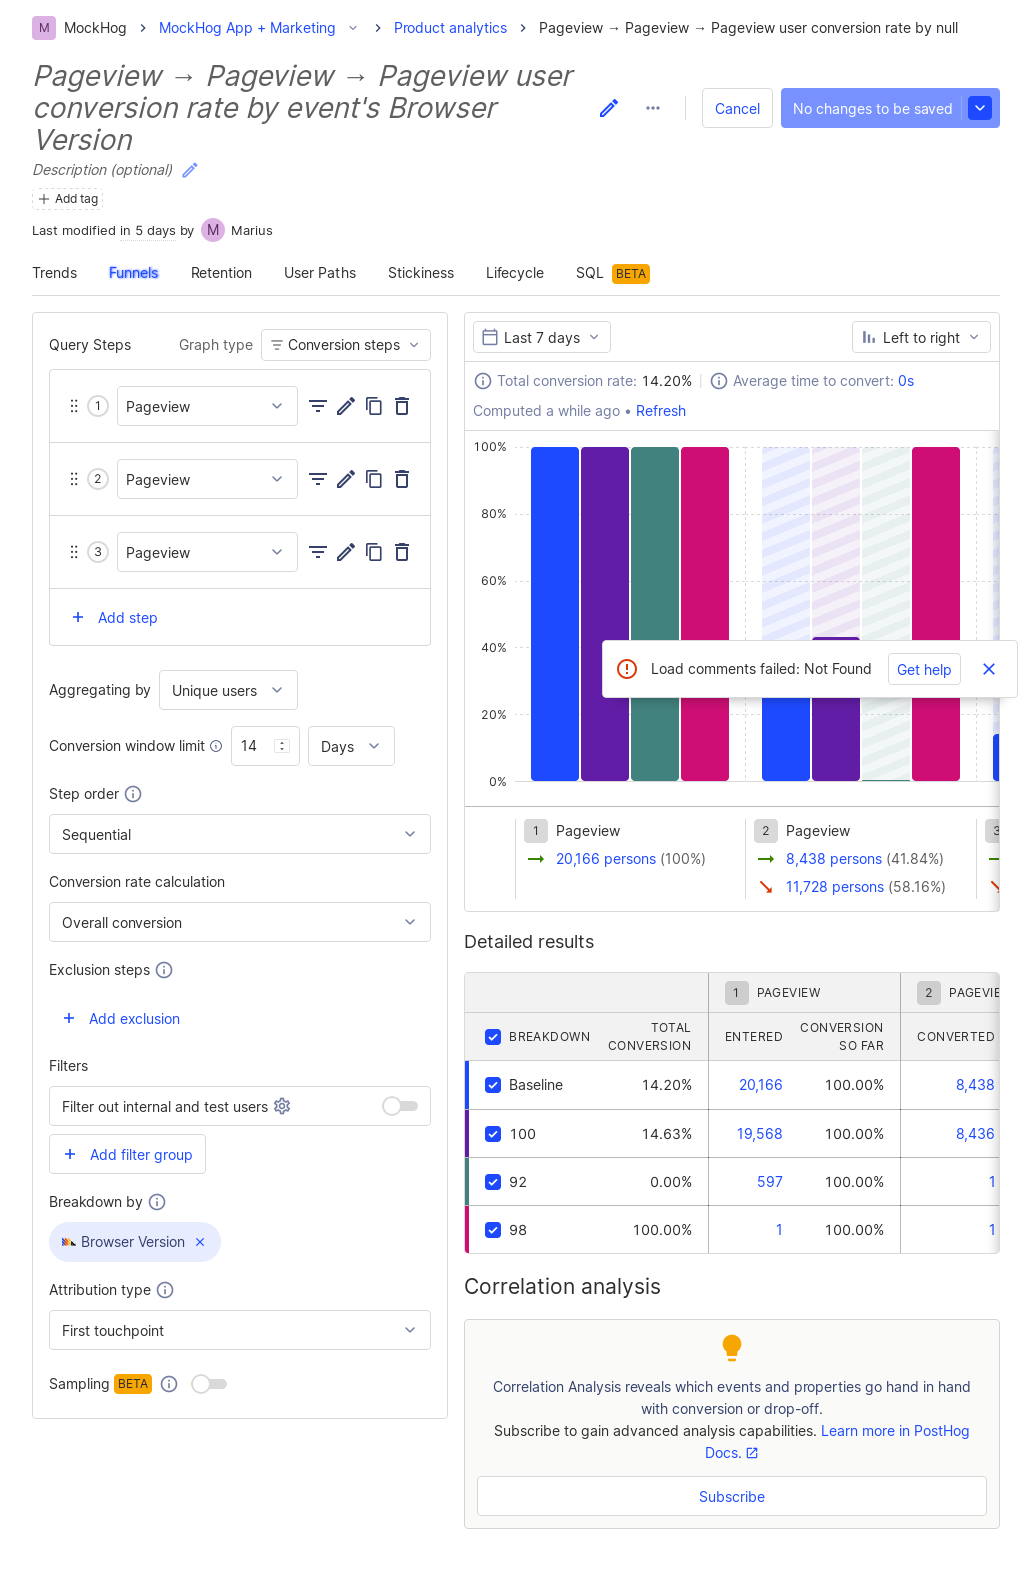 M MockHog MockHog App + Marketing Product analytics Pageview → Pageview → Pageview user conversion rate by null
Pageview → Pageview → Pageview user
conversion rate by event's Browser
Version
Cancel
No changes to be saved
Description (optional)
Add tag
Last modified in 5 days by M Marius
Trends Funnels Retention User Paths Stickiness Lifecycle SQL BETA
Query Steps Graph type Conversion steps
1 Pageview
2 Pageview
3 Pageview
Add step
Aggregating by Unique users
Conversion window limit 14 Days
Step order
Sequential
Conversion rate calculation
Overall conversion
Exclusion steps
Add exclusion
Filters
Filter out internal and test users
Add filter group
Breakdown by
Browser Version
Attribution type
First touchpoint
Sampling BETA
Last 7 days Left to right
Total conversion rate: 14.20% Average time to convert: 0s
Computed a while ago • Refresh
100%
80%
60%
40%
20%
0%
Load comments failed: Not Found Get help
1 Pageview
20,166 persons (100%)
2 Pageview
8,438 persons (41.84%)
11,728 persons (58.16%)
3
Detailed results
1 PAGEVIEW 2 PAGEVIE
BREAKDOWN TOTAL CONVERSION ENTERED CONVERSION SO FAR CONVERTED
Baseline 14.20% 20,166 100.00% 8,438
100 14.63% 19,568 100.00% 8,436
92 0.00% 597 100.00% 1
98 100.00% 1 100.00% 1
Correlation analysis
Correlation Analysis reveals which events and properties go hand in hand
with conversion or drop-off.
Subscribe to gain advanced analysis capabilities. Learn more in PostHog
Docs.
Subscribe